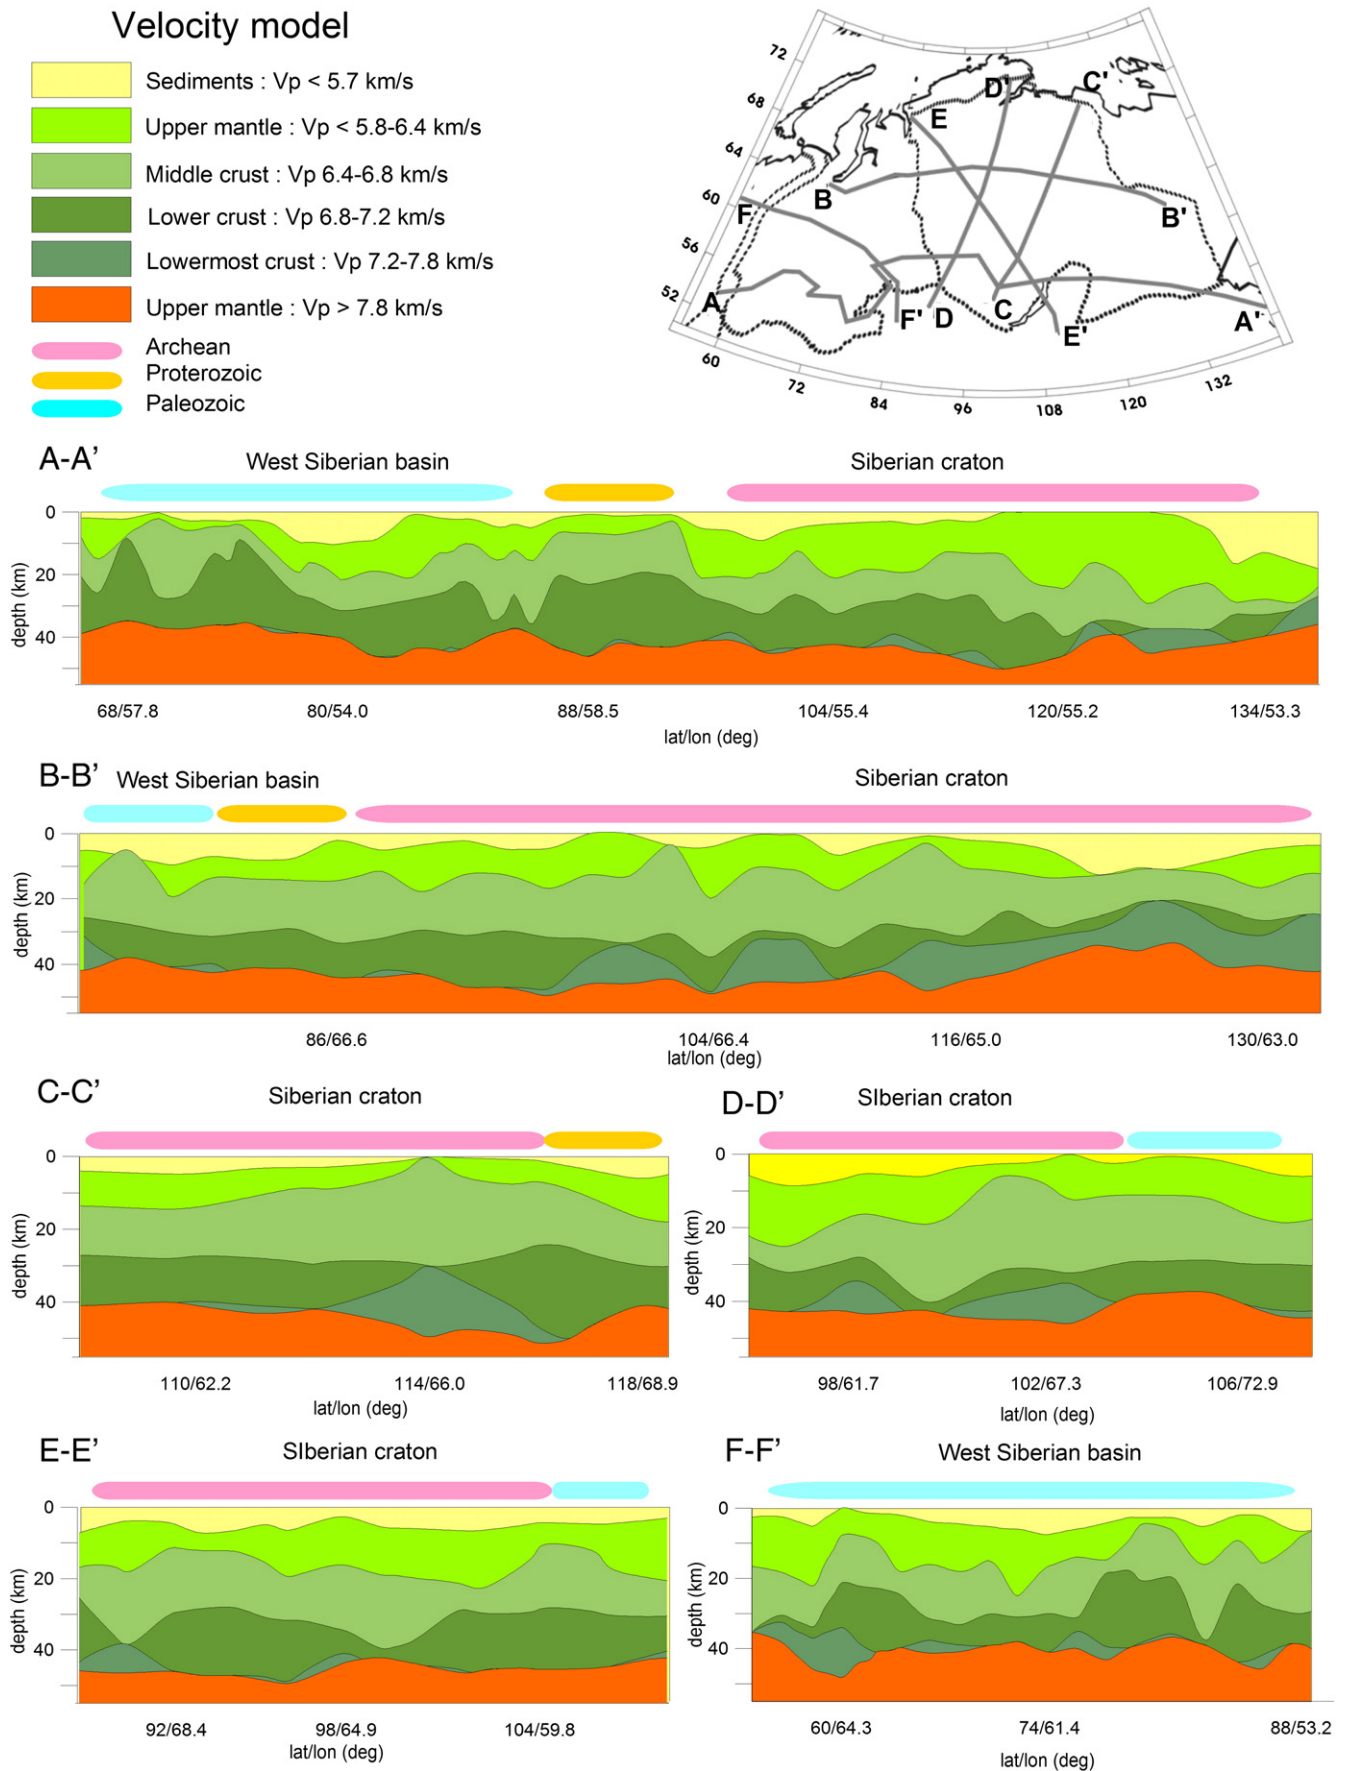 Velocity model
Sediments : Vp < 5.7 km/s
Upper mantle : Vp < 5.8-6.4 km/s
Middle crust : Vp 6.4-6.8 km/s
Lower crust : Vp 6.8-7.2 km/s
Lowermost crust : Vp 7.2-7.8 km/s
Upper mantle : Vp > 7.8 km/s
Archean
Proterozoic
Paleozoic
72
68
64
60
56
52
60
72
84
96
108
120
132
D'
C'
E
B
B'
F
A
F'
D
C
E'
A'
A-A'
West Siberian basin
Siberian craton
0
20
40
depth (km)
68/57.8
80/54.0
88/58.5
104/55.4
120/55.2
134/53.3
lat/lon (deg)
B-B'
West Siberian basin
Siberian craton
0
20
40
depth (km)
86/66.6
104/66.4
116/65.0
130/63.0
lat/lon (deg)
C-C'
Siberian craton
0
20
40
depth (km)
110/62.2
114/66.0
118/68.9
lat/lon (deg)
D-D'
SIberian craton
0
20
40
depth (km)
98/61.7
102/67.3
106/72.9
lat/lon (deg)
E-E'
SIberian craton
0
20
40
depth (km)
92/68.4
98/64.9
104/59.8
lat/lon (deg)
F-F'
West Siberian basin
0
20
40
depth (km)
60/64.3
74/61.4
88/53.2
lat/lon (deg)